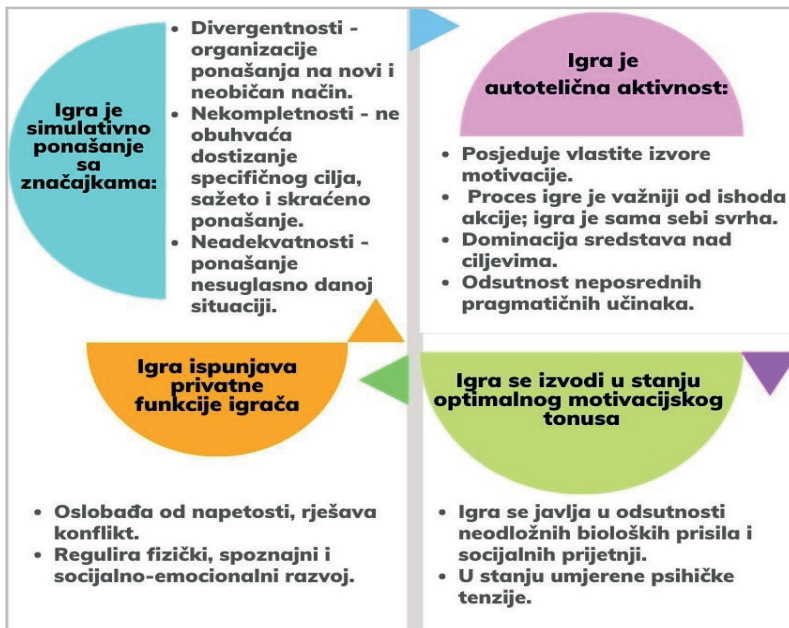 Igra je
simulativno
ponašanje
sa
značajkama:
• Divergentnosti -
organizacije
ponašanja na novi i
neobičan način.
• Nekompletnosti - ne
obuhvaća
dostizanje
specifičnog cilja,
sažeto i skraćeno
ponašanje.
• Neadekvatnosti -
ponašanje
nesuglasno danoj
situaciji.
Igra je
autotelična aktivnost:
• Posjeduje vlastite izvore
motivacije.
• Proces igre je važniji od ishoda
akcije; igra je sama sebi svrha.
• Dominacija sredstava nad
ciljevima.
• Odsutnost neposrednih
pragmatičnih učinaka.
Igra ispunjava
privatne
funkcije igrača
• Oslobađa od napetosti, rješava
konflikt.
• Regulira fizički, spoznajni i
socijalno-emocionalni razvoj.
Igra se izvodi u stanju
optimalnog motivacijskog
tonusa
• Igra se javlja u odsutnosti
neodložnih bioloških prisila i
socijalnih prijetnji.
• U stanju umjerene psihičke
tenzije.